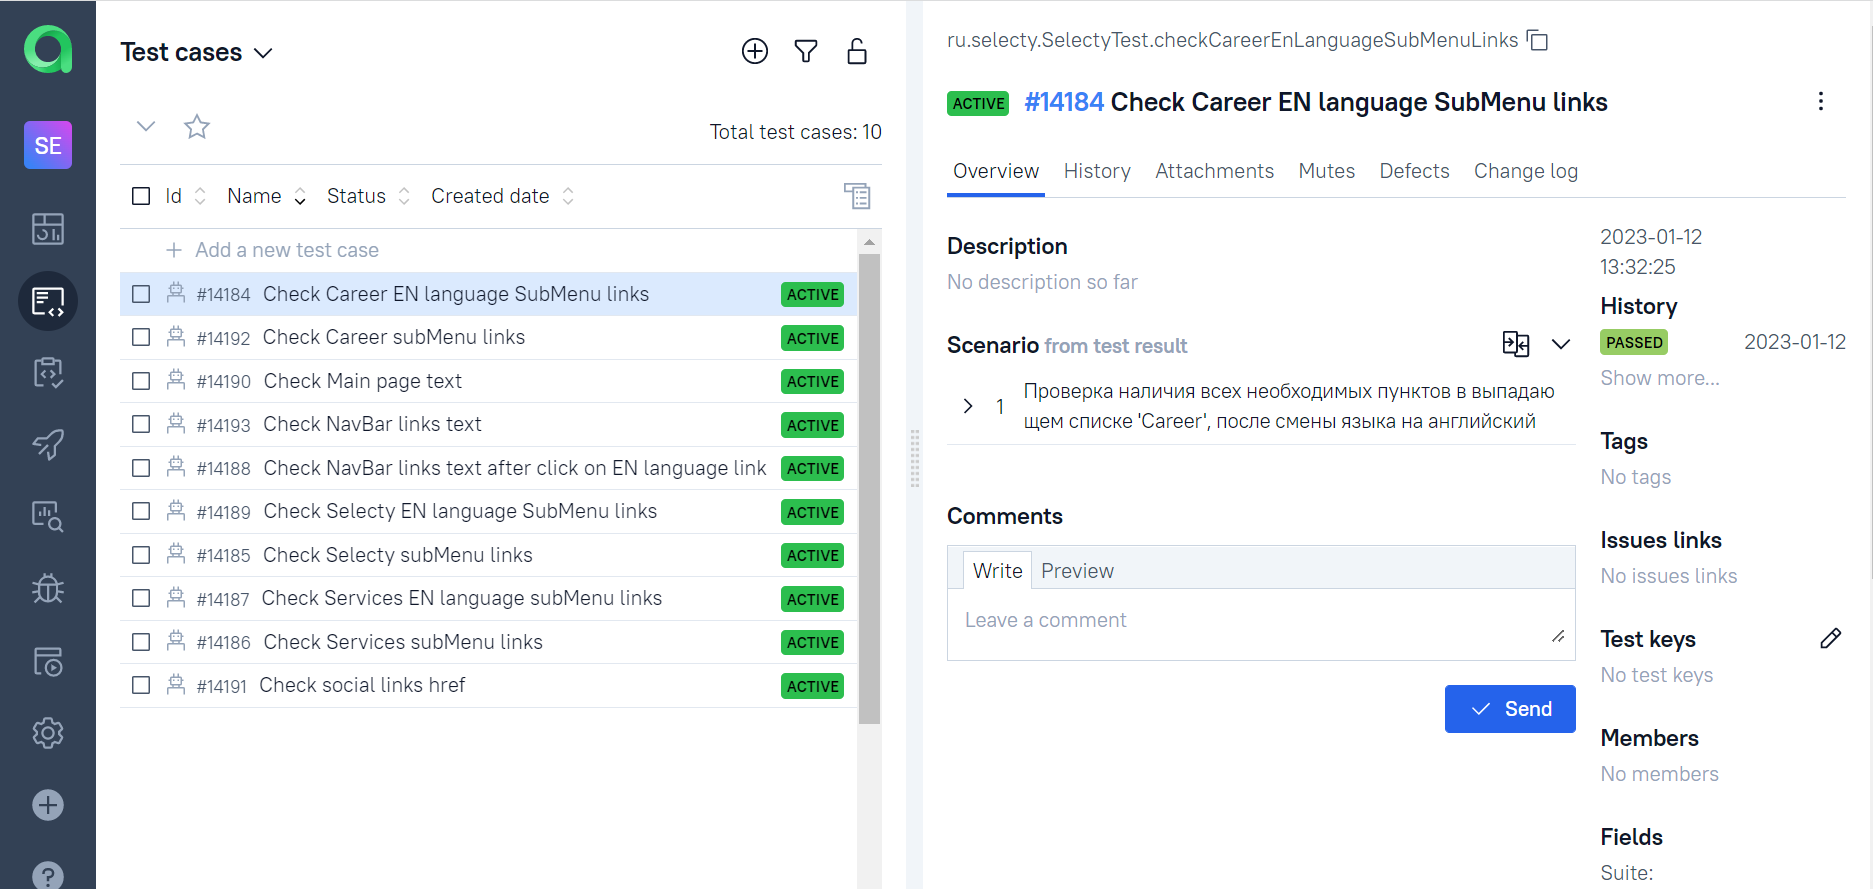 SE
Test cases
Total test cases: 10
Id Name Status Created date
+ Add a new test case
#14184 Check Career EN language SubMenu links ACTIVE
#14192 Check Career subMenu links ACTIVE
#14190 Check Main page text ACTIVE
#14193 Check NavBar links text ACTIVE
#14188 Check NavBar links text after click on EN language link ACTIVE
#14189 Check Selecty EN language SubMenu links ACTIVE
#14185 Check Selecty subMenu links ACTIVE
#14187 Check Services EN language subMenu links ACTIVE
#14186 Check Services subMenu links ACTIVE
#14191 Check social links href ACTIVE
ru.selecty.SelectyTest.checkCareerEnLanguageSubMenuLinks
ACTIVE #14184 Check Career EN language SubMenu links
Overview History Attachments Mutes Defects Change log
Description
No description so far
Scenario from test result
1 Проверка наличия всех необходимых пунктов в выпадаю
щем списке 'Career', после смены языка на английский
Comments
Write Preview
Leave a comment
Send
2023-01-12
13:32:25
History
PASSED 2023-01-12
Show more...
Tags
No tags
Issues links
No issues links
Test keys
No test keys
Members
No members
Fields
Suite: